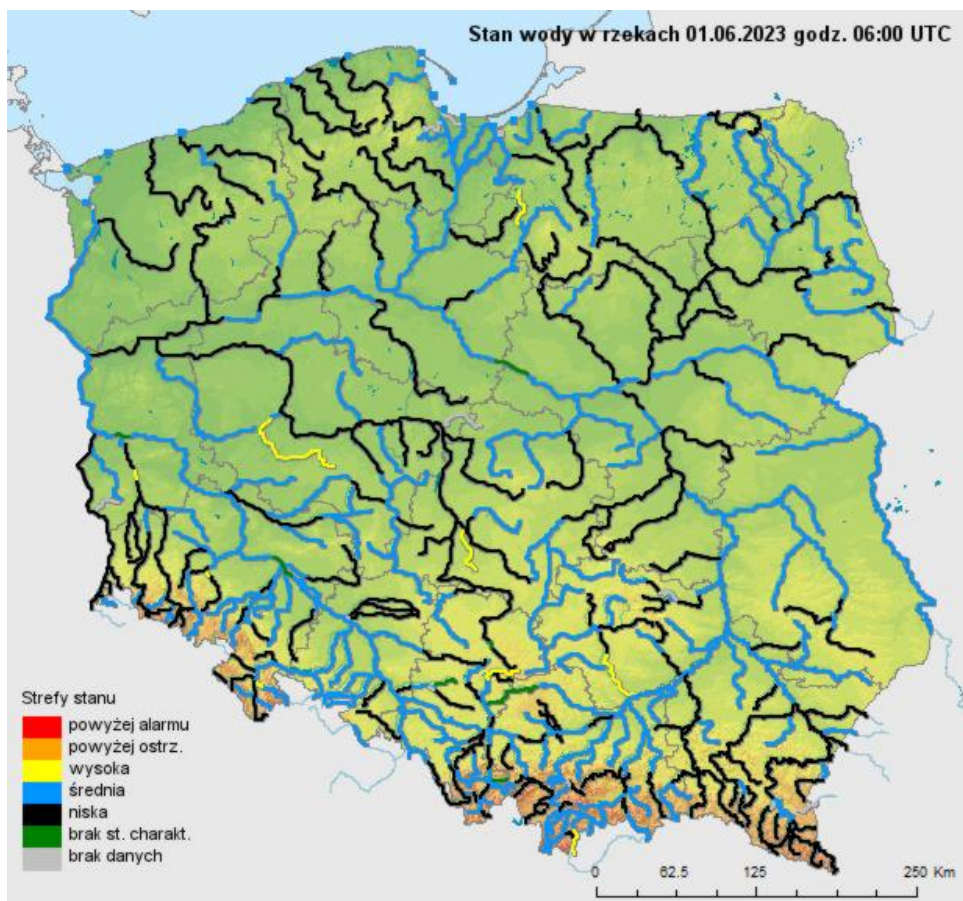 Stan wody w rzekach 01.06.2023 godz. 06:00 UTC
Strefy stanu
powyżej alarmu
powyżej ostrz.
wysoka
średnia
niska
brak st. charakt.
brak danych
0 62.5 125 250 Km